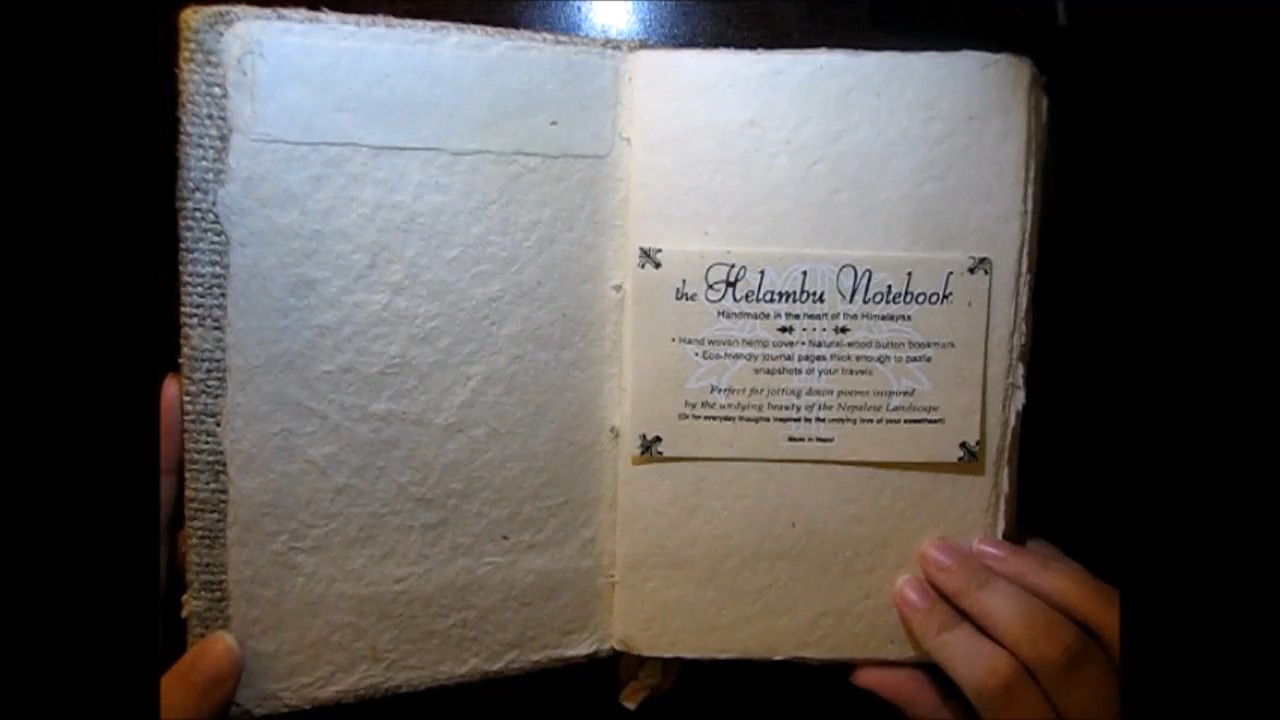 the Helambu Notebook
Handmade in the heart of the Himalayas
• Hand woven hemp cover • Natural wood button bookmark
• Eco-friendly journal pages thick enough to paste
snapshots of your travels
Perfect for jotting down poems inspired
by the undying beauty of the Nepalese Landscape
(Or for everyday thoughts inspired by the undying love of your sweetheart)
Made in Nepal